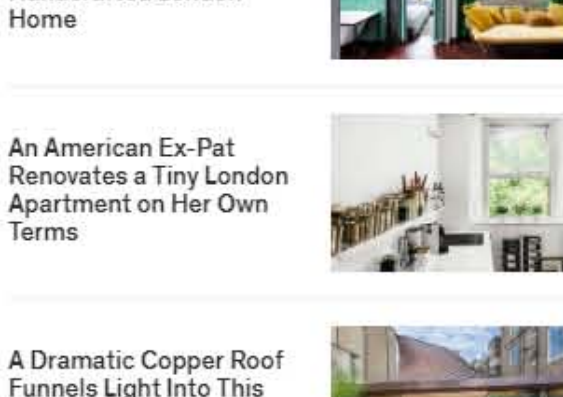 Home
An American Ex-Pat
Renovates a Tiny London
Apartment on Her Own
Terms
A Dramatic Copper Roof
Funnels Light Into This